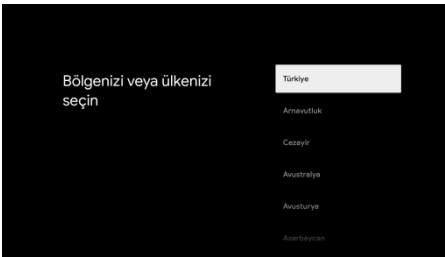 Bölgenizi veya ülkenizi
seçin
Türkiye
Arnavutluk
Cezayir
Avustralya
Avusturya
Azerbaycan